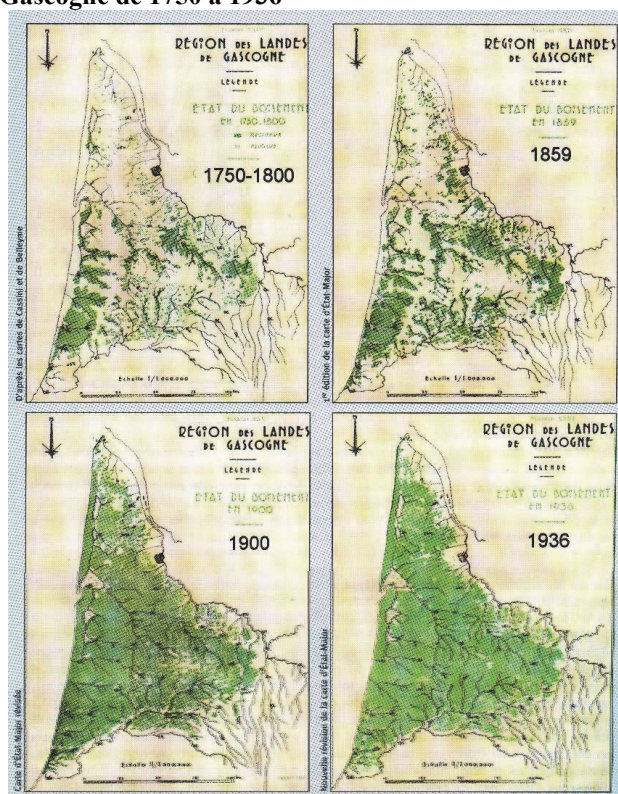 Gascogne de 1750 à 1936
RÉGION DES LANDES
DE GASCOGNE
LÉGENDE
ETAT DU BOISEMENT
EN 1750-1800
1750-1800
D'après les cartes de Cassini et de Belleyme
Echelle 1/1.000.000
RÉGION DES LANDES
DE GASCOGNE
LÉGENDE
ETAT DU BOISEMENT
EN 1859
1859
1re édition de la carte d'État-Major
Echelle 1/1.000.000
RÉGION DES LANDES
DE GASCOGNE
LÉGENDE
ETAT DU BOISEMENT
EN 1900
1900
Carte d'État-Major révisée
Echelle 1/1.000.000
RÉGION DES LANDES
DE GASCOGNE
LÉGENDE
ETAT DU BOISEMENT
EN 1936
1936
Nouvelle révision de la carte d'État-Major
Echelle 1/1.000.000